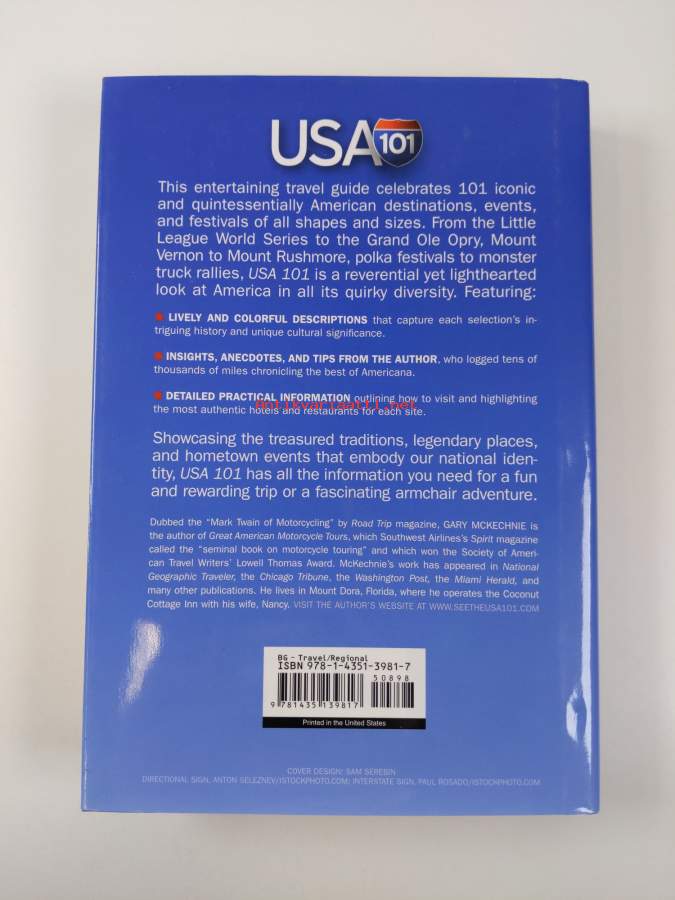 USA 101
This entertaining travel guide celebrates 101 iconic
and quintessentially American destinations, events,
and festivals of all shapes and sizes. From the Little
League World Series to the Grand Ole Opry, Mount
Vernon to Mount Rushmore, polka festivals to monster
truck rallies, USA 101 is a reverential yet lighthearted
look at America in all its quirky diversity. Featuring:
LIVELY AND COLORFUL DESCRIPTIONS that capture each selection's in-
triguing history and unique cultural significance.
INSIGHTS, ANECDOTES, AND TIPS FROM THE AUTHOR, who logged tens of
thousands of miles chronicling the best of Americana.
DETAILED PRACTICAL INFORMATION outlining how to visit and highlighting
the most authentic hotels and restaurants for each site.
Antikvariaatti.net
Showcasing the treasured traditions, legendary places,
and hometown events that embody our national iden-
tity, USA 101 has all the information you need for a fun
and rewarding trip or a fascinating armchair adventure.
Dubbed the "Mark Twain of Motorcycling" by Road Trip magazine, GARY MCKECHNIE is
the author of Great American Motorcycle Tours, which Southwest Airlines's Spirit magazine
called the "seminal book on motorcycle touring" and which won the Society of Ameri-
can Travel Writers' Lowell Thomas Award. McKechnie's work has appeared in National
Geographic Traveler, the Chicago Tribune, the Washington Post, the Miami Herald, and
many other publications. He lives in Mount Dora, Florida, where he operates the Coconut
Cottage Inn with his wife, Nancy. VISIT THE AUTHOR'S WEBSITE AT WWW.SEETHEUSA101.COM
BG – Travel/Regional
ISBN 978-1-4351-3981-7
50898
9 781435 139817
Printed in the United States
COVER DESIGN: SAM SEREBIN
DIRECTIONAL SIGN, ANTON SELEZNEV/ISTOCKPHOTO.COM; INTERSTATE SIGN, PAUL ROSADO/ISTOCKPHOTO.COM